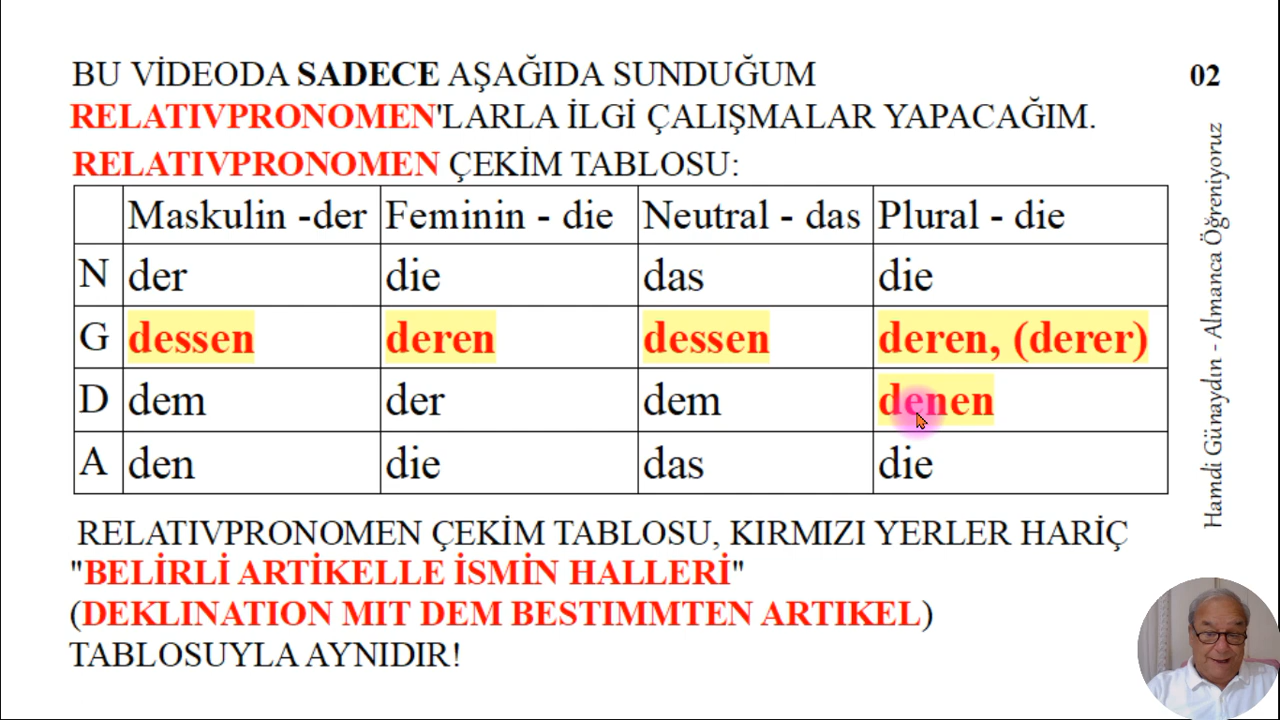 BU VİDEODA SADECE AŞAĞIDA SUNDUĞUM
02
RELATIVPRONOMEN'LARLA İLGİ ÇALIŞMALAR YAPACAĞIM.
RELATIVPRONOMEN ÇEKİM TABLOSU:
Maskulin -der Feminin - die Neutral - das Plural - die
N der die das die
G dessen deren dessen deren, (derer)
D dem der dem denen
A den die das die
RELATIVPRONOMEN ÇEKİM TABLOSU, KIRMIZI YERLER HARİÇ
"BELİRLİ ARTİKELLE İSMİN HALLERİ"
(DEKLINATION MIT DEM BESTIMMTEN ARTIKEL)
TABLOSUYLA AYNIDIR!
Hamdi Günaydın - Almanca Öğreniyoruz